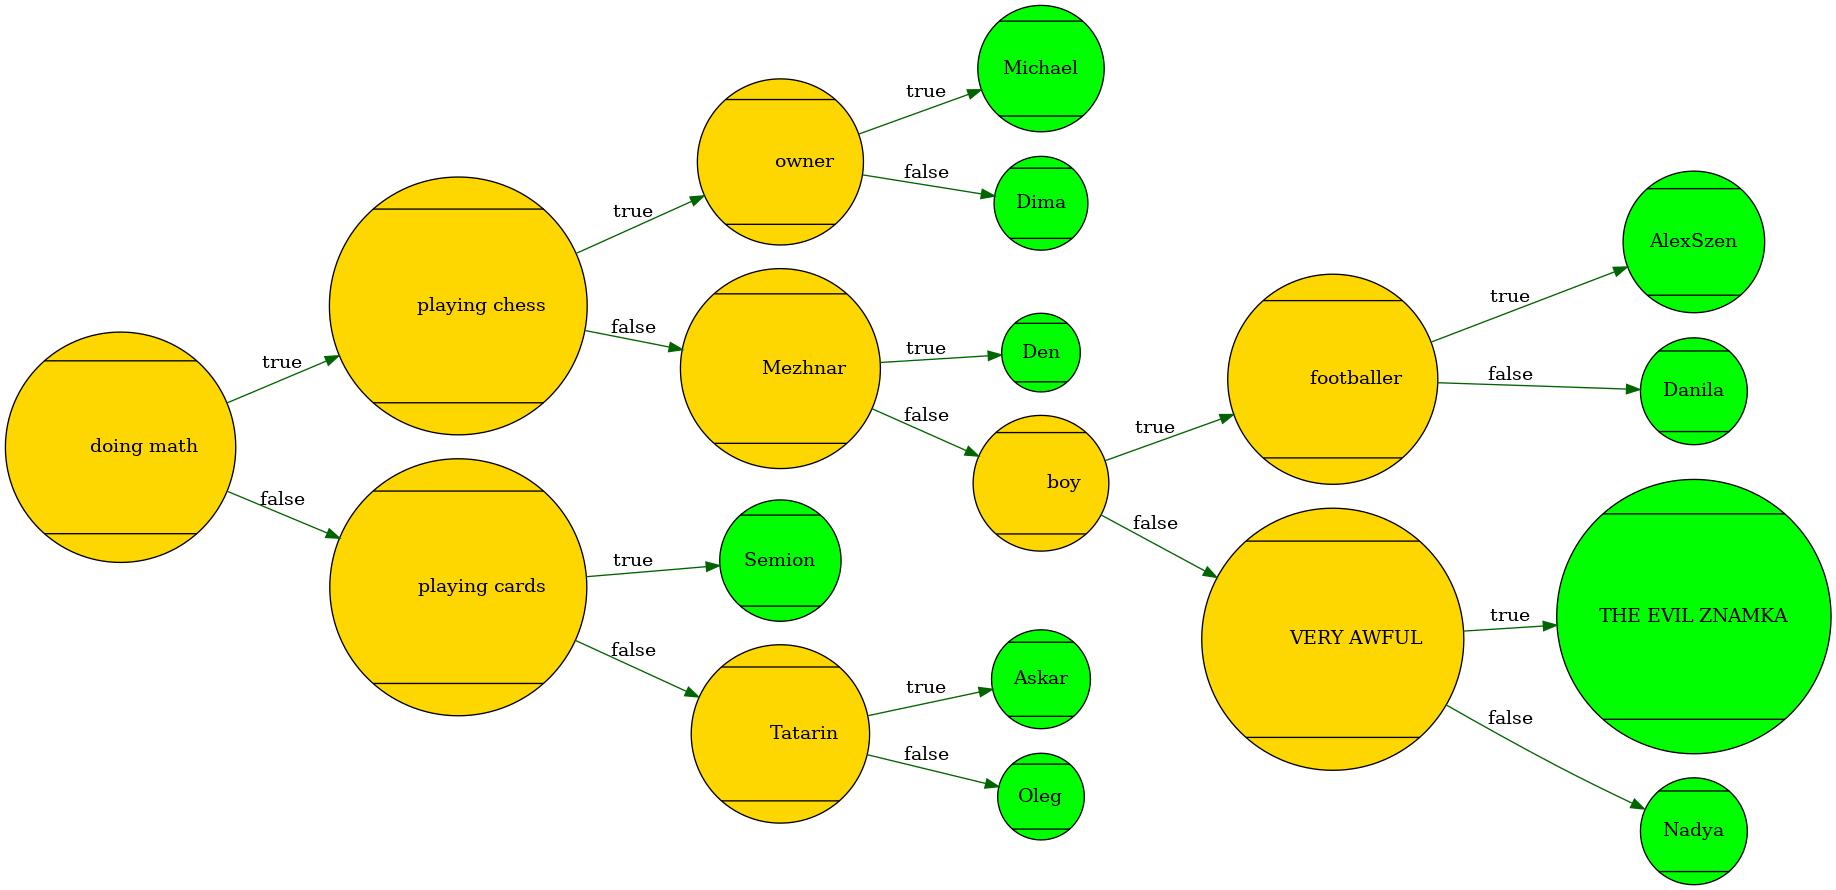 doing math
true
false
playing chess
playing cards
true
false
true
false
owner
Mezhnar
Semion
Tatarin
true
false
true
false
true
false
Michael
Dima
Den
boy
Askar
Oleg
true
false
footballer
VERY AWFUL
true
false
true
false
AlexSzen
Danila
THE EVIL ZNAMKA
Nadya